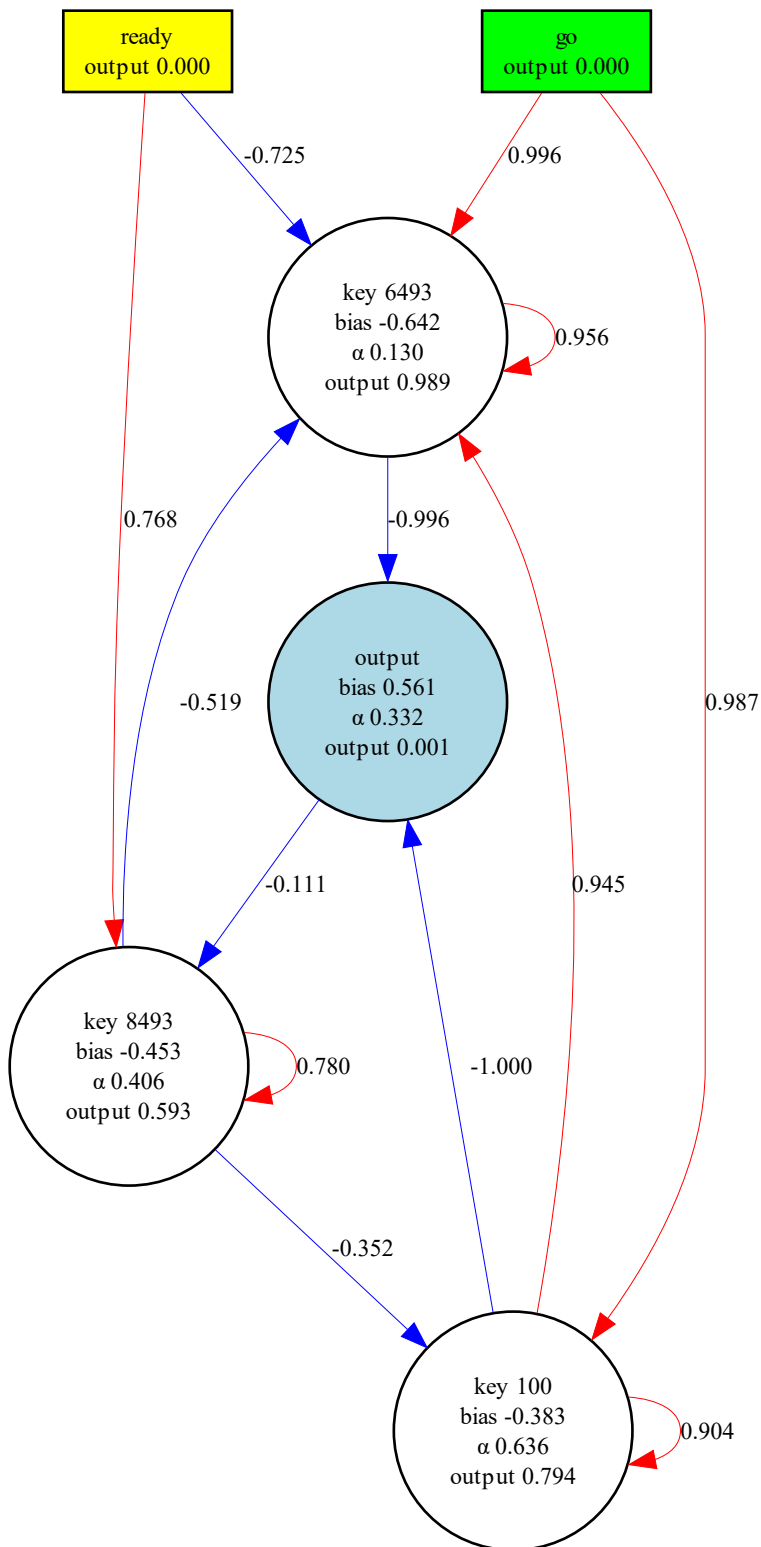 ready
output 0.000
go
output 0.000
-0.725
0.996
key 6493
bias -0.642
α 0.130
output 0.989
0.956
0.768
-0.996
-0.519
output
bias 0.561
α 0.332
output 0.001
0.987
-0.111
0.945
key 8493
bias -0.453
α 0.406
output 0.593
0.780
-1.000
-0.352
key 100
bias -0.383
α 0.636
output 0.794
0.904